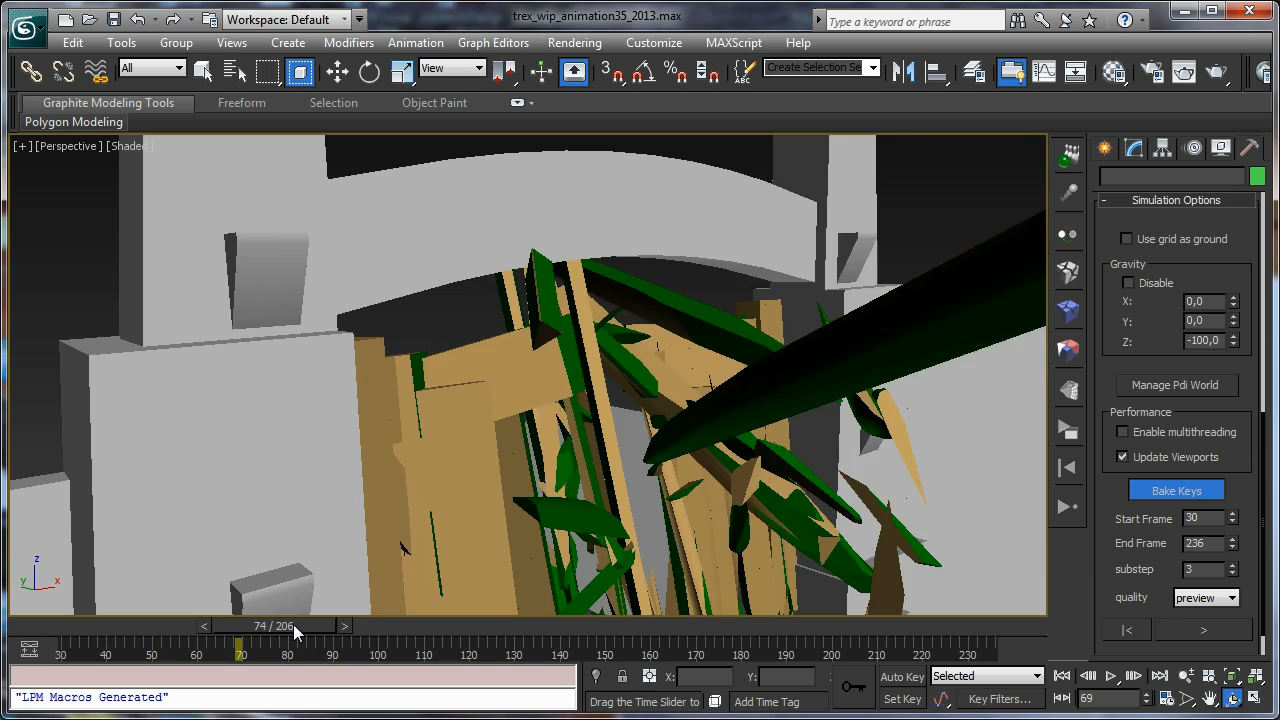 Workspace: Default
trex_wip_animation35_2013.max
Type a keyword or phrase
Edit Tools Group Views Create Modifiers Animation Graph Editors Rendering Customize MAXScript Help
All
View
3
Create Selection Se
Graphite Modeling Tools Freeform Selection Object Paint
Polygon Modeling
[+] [Perspective] [Shaded]
- Simulation Options
Use grid as ground
Gravity
Disable
X: 0,0
Y: 0,0
Z: -100,0
Manage Pdi World
Performance
Enable multithreading
Update Viewports
Bake Keys
Start Frame 30
End Frame 236
substep 3
quality preview
|< >
z
y x
< 74 / 206 >
30 40 50 60 70 80 90 100 110 120 130 140 150 160 170 180 190 200 210 220 230
X: Y: Auto Key Selected
"LPM Macros Generated" Drag the Time Slider to Add Time Tag Set Key Key Filters... 69